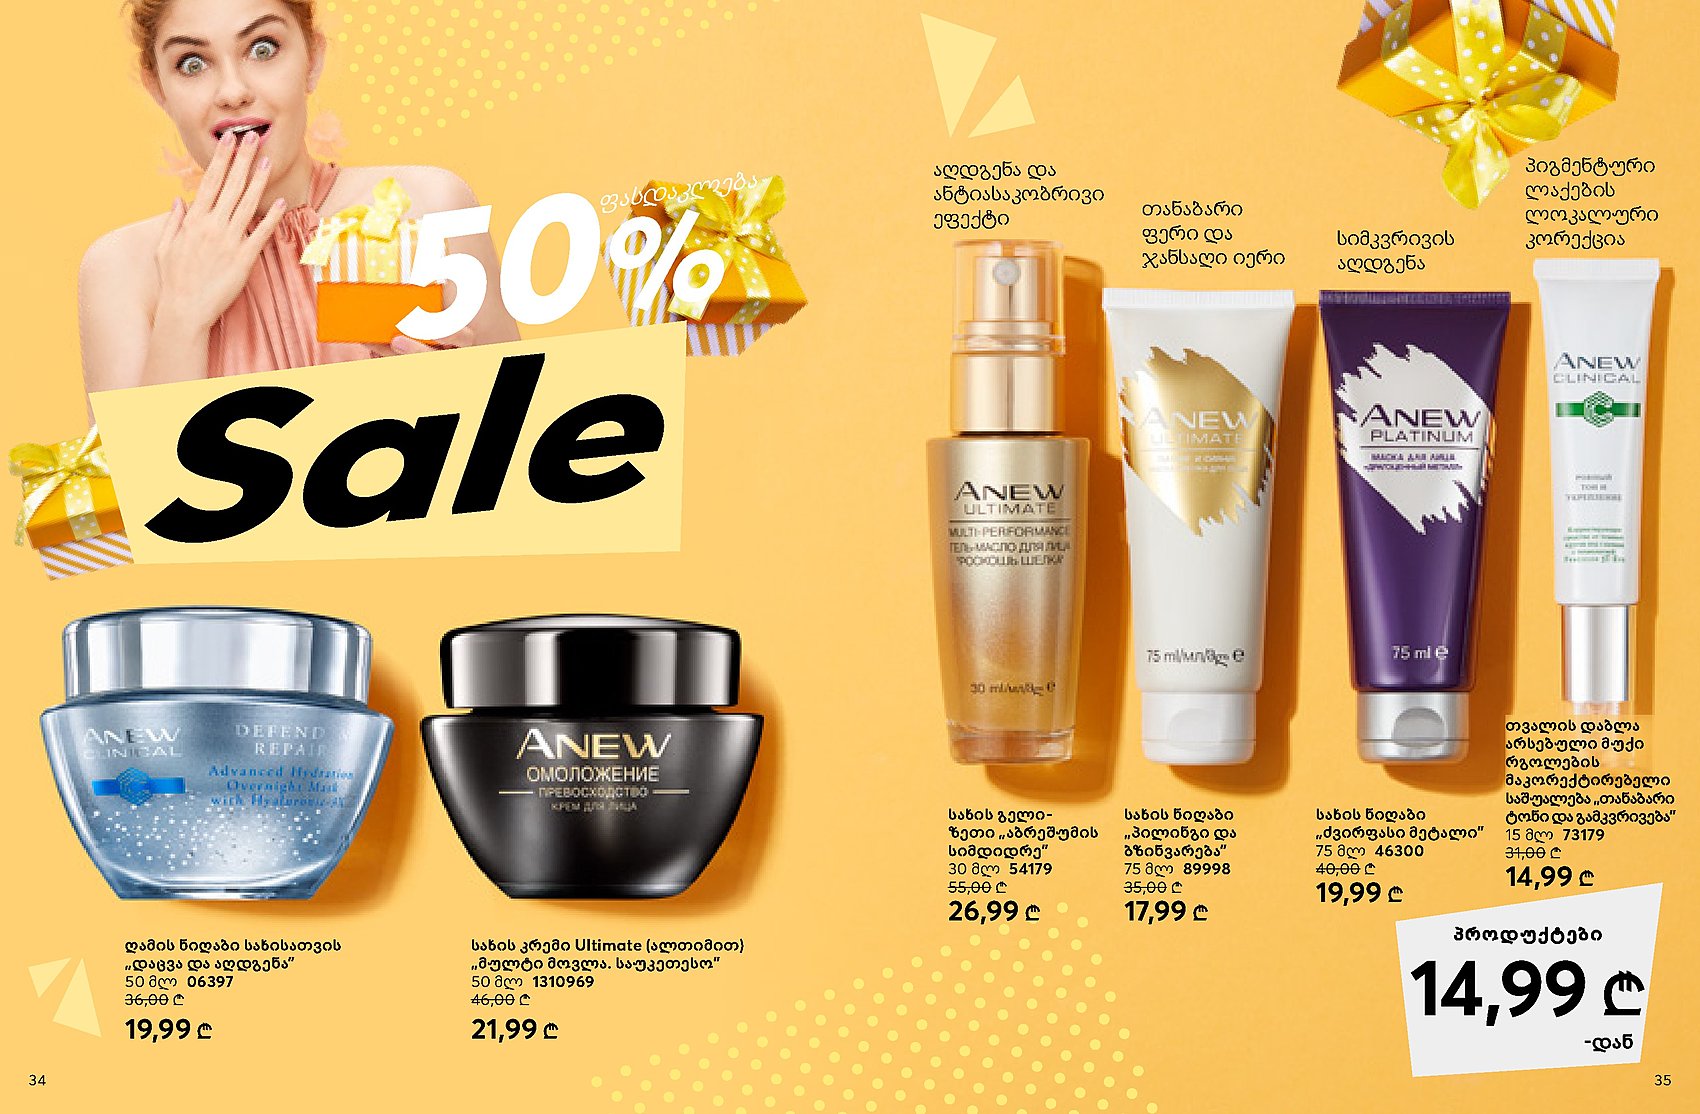 ფასდაკლება
50%
Sale
ANEW
CLINICAL
DEFEND &
REPAIR
Advanced Hydration
Overnight Mask
with Hyaluronic
ANEW
ОМОЛОЖЕНИЕ
ПРЕВОСХОДСТВО
КРЕМ ДЛЯ ЛИЦА
ღამის ნიღაბი სახისათვის
„დაცვა და აღდგენა“
50 მლ 06397
36,00 ₾
19,99 ₾
სახის კრემი Ultimate (ალთიმით)
„მულტი მოვლა. საუკეთესო“
50 მლ 1310969
46,00 ₾
21,99 ₾
34
აღდგენა და
ანტიასაკობრივი
ეფექტი
ANEW
ULTIMATE
MULTI-PERFORMANCE
ГЕЛЬ-МАСЛО ДЛЯ ЛИЦА
"РОСКОШЬ ШЕЛКА"
30 ml/мл/მლ e
სახის გელი-
ზეთი „აბრეშუმის
სიმდიდრე“
30 მლ 54179
55,00 ₾
26,99 ₾
თანაბარი
ფერი და
ჯანსაღი იერი
ANEW
ULTIMATE
75 ml/мл/მლ e
სახის ნიღაბი
„პილინგი და
ბზინვარება“
75 მლ 89998
35,00 ₾
17,99 ₾
სიმკვრივის
აღდგენა
ANEW
PLATINUM
МАСКА ДЛЯ ЛИЦА
«ДРАГОЦЕННЫЙ МЕТАЛЛ»
75 ml e
სახის ნიღაბი
„ძვირფასი მეტალი“
75 მლ 46300
40,00 ₾
19,99 ₾
პიგმენტური
ლაქების
ლოკალური
კორექცია
ANEW
CLINICAL
РОВНЫЙ
ТОН И
УКРЕПЛЕНИЕ
თვალის დაბლა
არსებული მუქი
რგოლების
მაკორექტირებელი
საშუალება „თანაბარი
ტონი და გამკვრივება“
15 მლ 73179
31,00 ₾
14,99 ₾
პროდუქტები
14,99 ₾
-დან
35